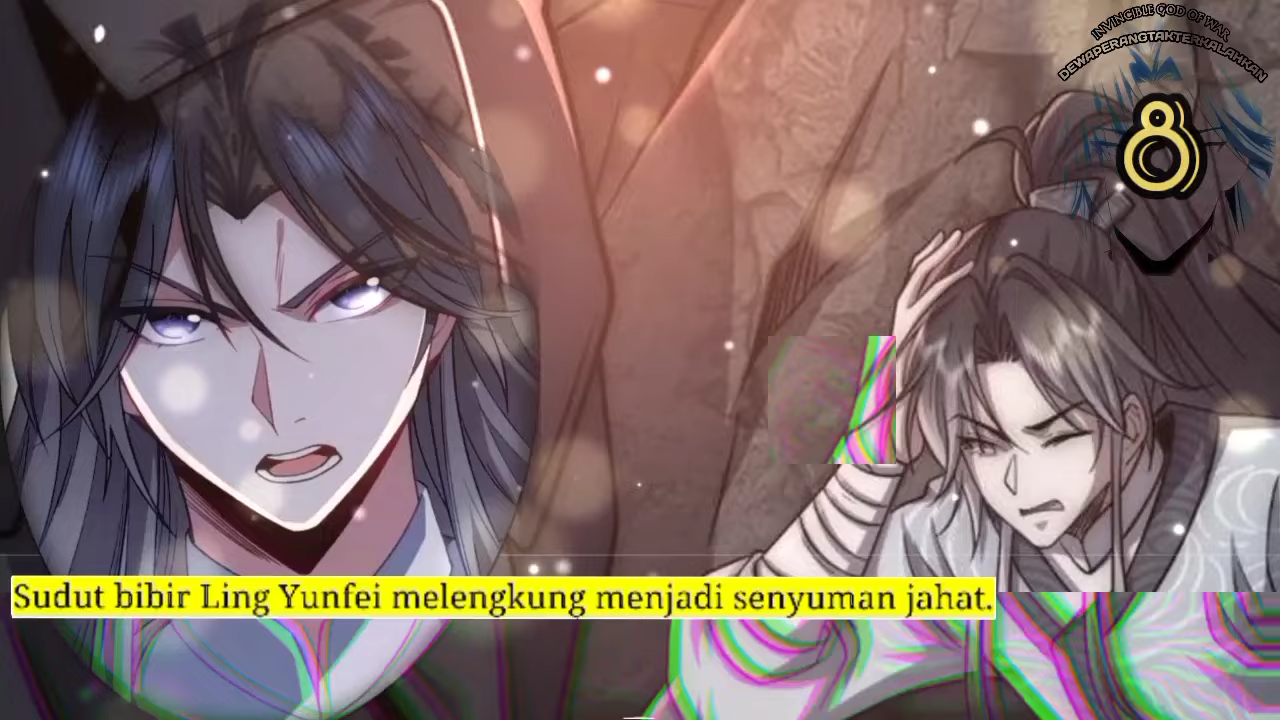 INVINCIBLE GOD OF WAR
DEWAPERANGTAKTERKALAHKAN
8
Sudut bibir Ling Yunfei melengkung menjadi senyuman jahat.